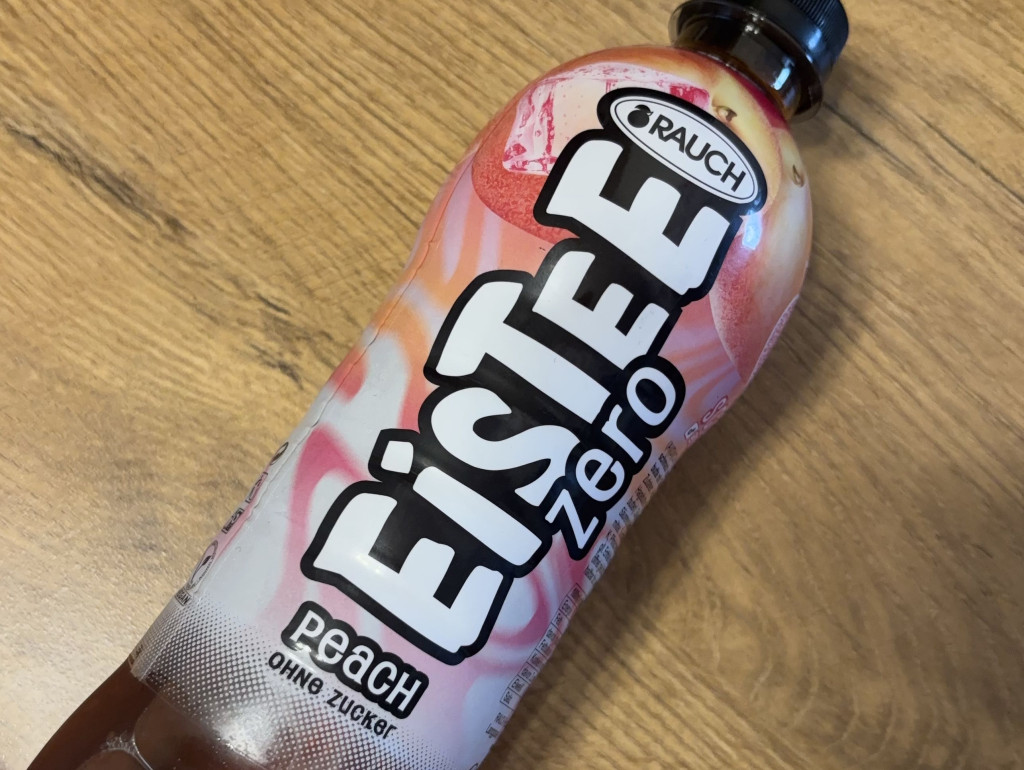 RAUCH
EiSTEE
zero
PeacH
OHNe ZUCKer